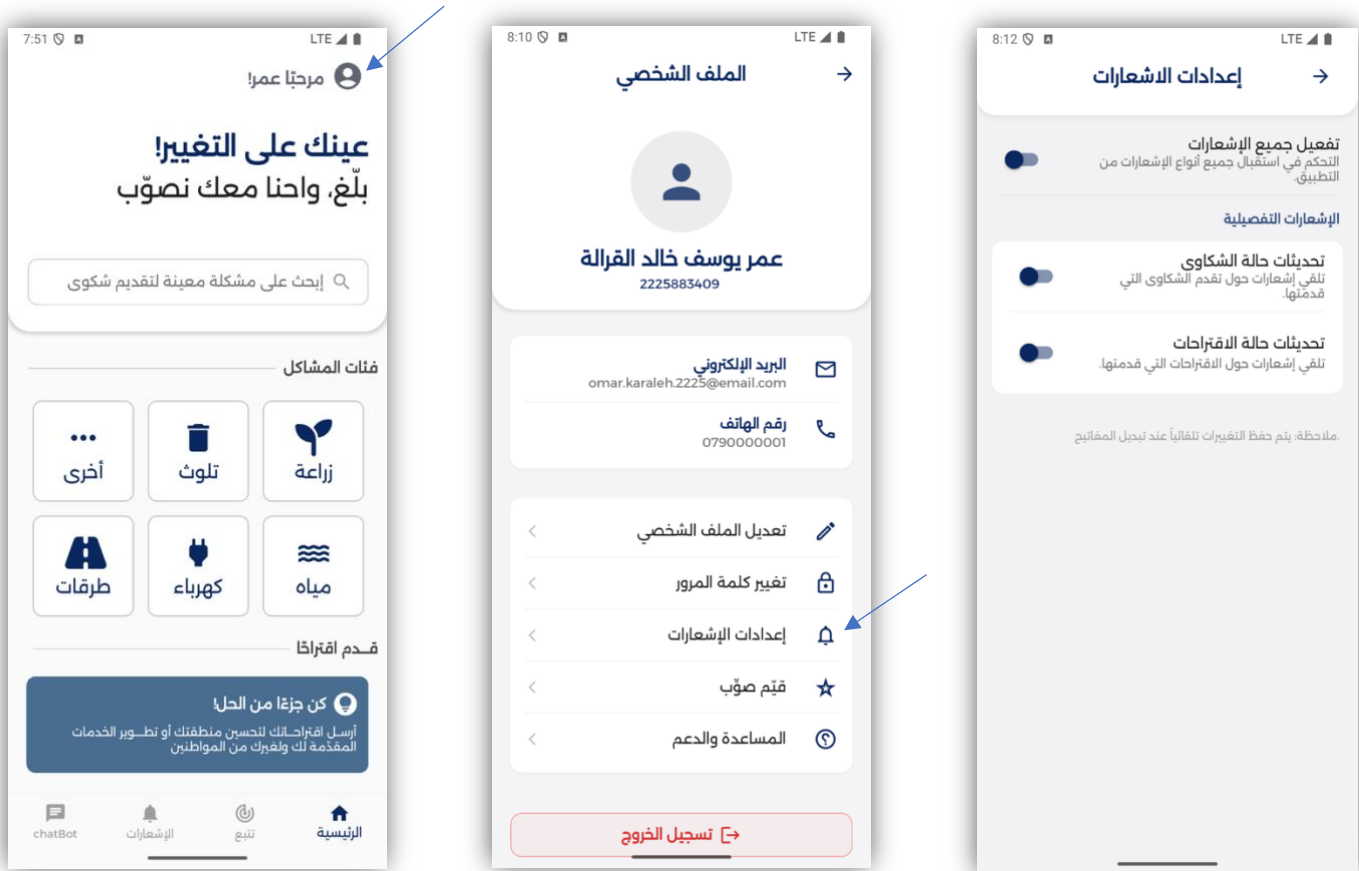 7:51
LTE
مرحبًا عمر!
عينك على التغيير!
بلّغ، واحنا معك نصوّب
إبحث على مشكلة معينة لتقديم شكوى
فئات المشاكل
زراعة
تلوث
أخرى
مياه
كهرباء
طرقات
قــدم اقتراحًا
كن جزءًا من الحل!
أرسـل اقتراحــاتك لتحسين منطقتك أو تطــوير الخدمات
المقدّمة لك ولغيرك من المواطنين
الرئيسية
تتبع
الإشعارات
chatBot
8:10
LTE
الملف الشخصي
عمر يوسف خالد القرالة
2225883409
البريد الإلكتروني
omar.karaleh.2225@email.com
رقم الهاتف
0790000001
تعديل الملف الشخصي
تغيير كلمة المرور
إعدادات الإشعارات
قيّم صوّب
المساعدة والدعم
تسجيل الخروج
8:12
LTE
إعدادات الاشعارات
تفعيل جميع الإشعارات
التحكم في استقبال جميع أنواع الإشعارات من
التطبيق.
الإشعارات التفصيلية
تحديثات حالة الشكاوى
تلقي إشعارات حول تقدم الشكاوى التي
قدمتها.
تحديثات حالة الاقتراحات
تلقي إشعارات حول الاقتراحات التي قدمتها.
.ملاحظة: يتم حفظ التغييرات تلقائياً عند تبديل المفاتيح